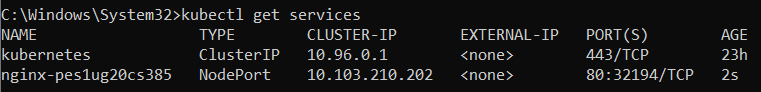 C:\Windows\System32>kubectl get services
NAME TYPE CLUSTER-IP EXTERNAL-IP PORT(S) AGE
kubernetes ClusterIP 10.96.0.1 <none> 443/TCP 23h
nginx-pes1ug20cs385 NodePort 10.103.210.202 <none> 80:32194/TCP 2s